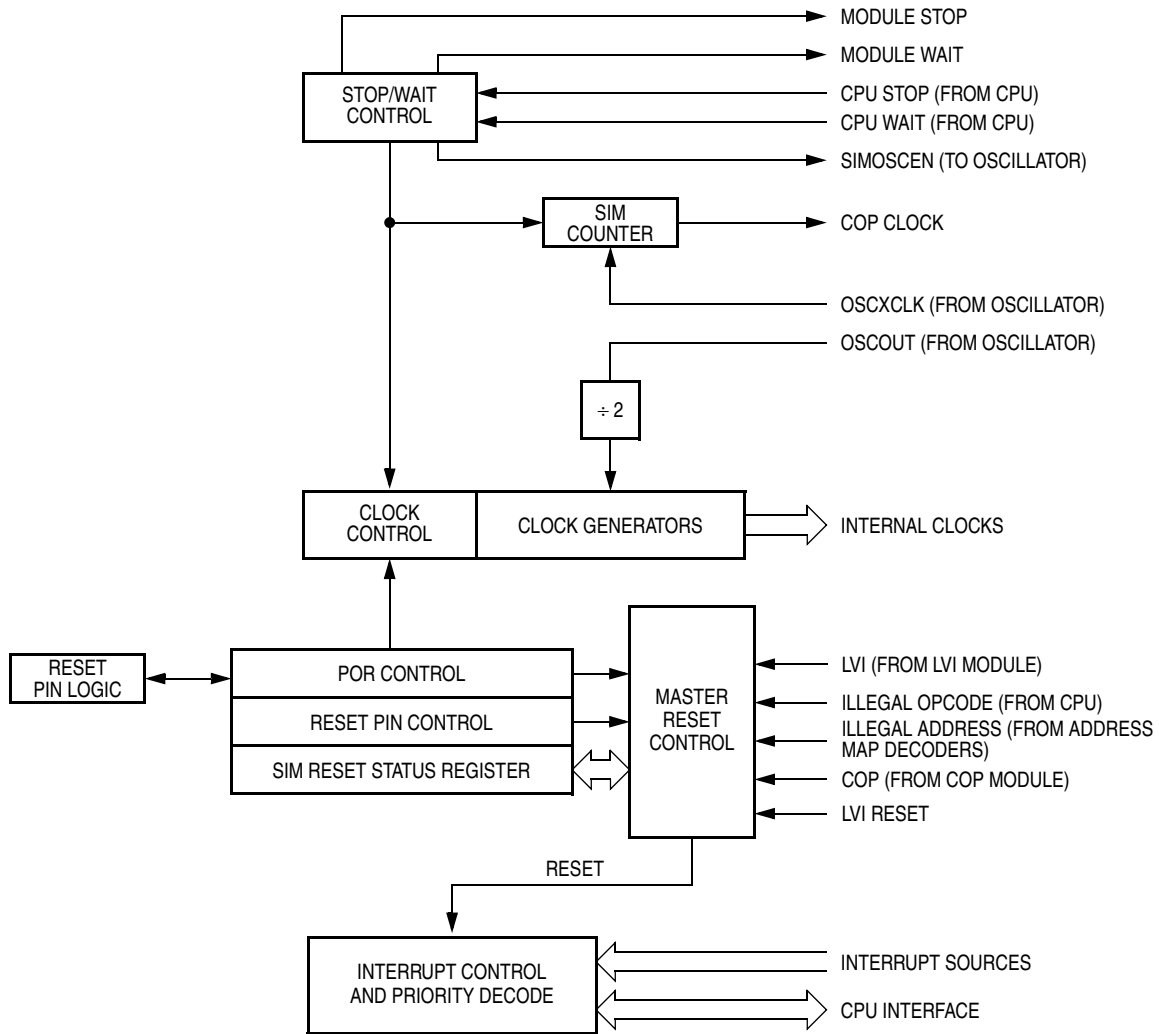 MODULE STOP
MODULE WAIT
STOP/WAIT
CONTROL
CPU STOP (FROM CPU)
CPU WAIT (FROM CPU)
SIMOSCEN (TO OSCILLATOR)
SIM
COUNTER
COP CLOCK
OSCXCLK (FROM OSCILLATOR)
OSCOUT (FROM OSCILLATOR)
÷ 2
CLOCK
CONTROL
CLOCK GENERATORS
INTERNAL CLOCKS
RESET
PIN LOGIC
POR CONTROL
RESET PIN CONTROL
SIM RESET STATUS REGISTER
MASTER
RESET
CONTROL
LVI (FROM LVI MODULE)
ILLEGAL OPCODE (FROM CPU)
ILLEGAL ADDRESS (FROM ADDRESS
MAP DECODERS)
COP (FROM COP MODULE)
LVI RESET
RESET
INTERRUPT CONTROL
AND PRIORITY DECODE
INTERRUPT SOURCES
CPU INTERFACE